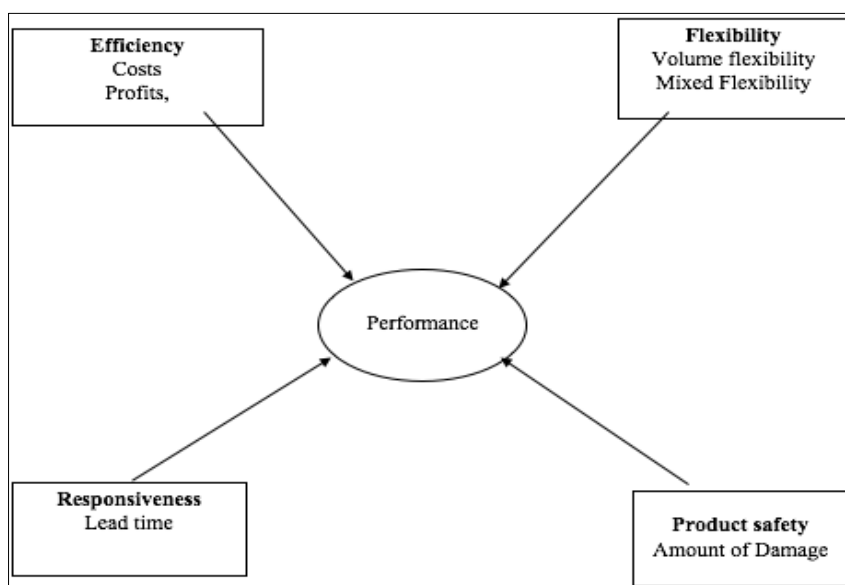 Efficiency
Costs
Profits,
Flexibility
Volume flexibility
Mixed Flexibility
Performance
Responsiveness
Lead time
Product safety
Amount of Damage